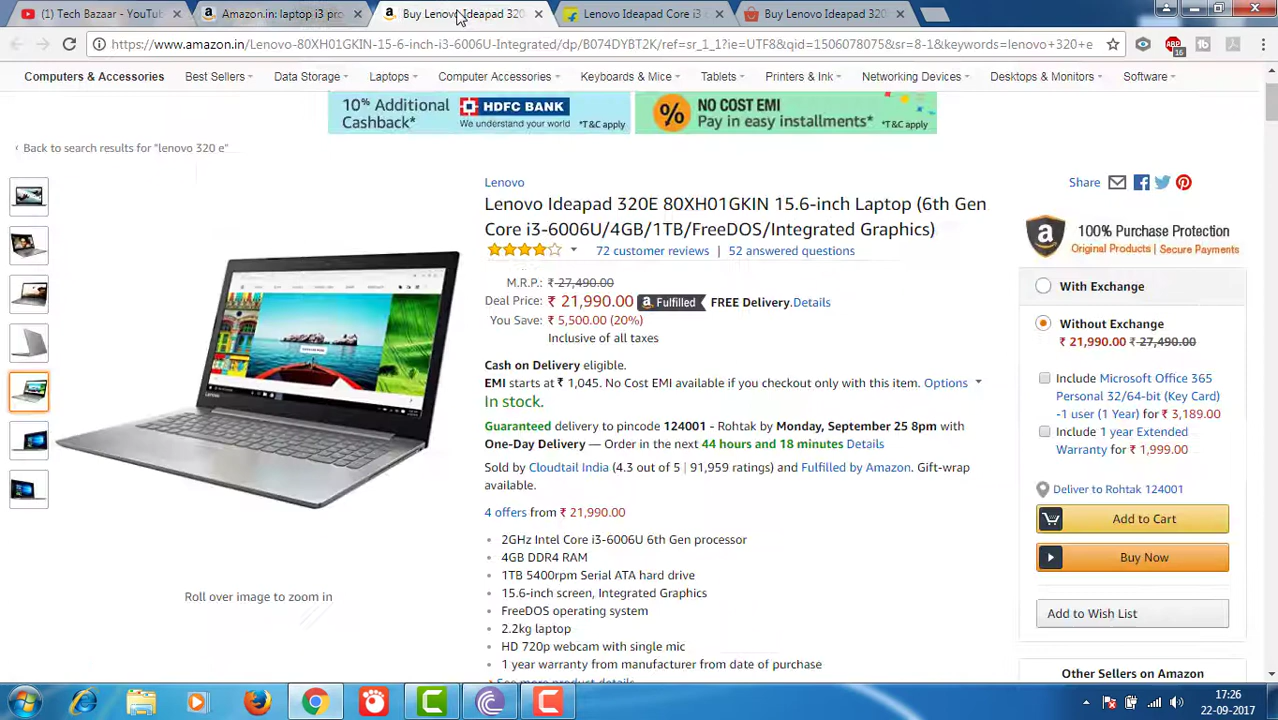 (1) Tech Bazaar - YouTu
Amazon.in: laptop i3 pro
Buy Lenovo Ideapad 320
Lenovo Ideapad Core i3
Buy Lenovo Ideapad 320
https://www.amazon.in/Lenovo-80XH01GKIN-15-6-inch-i3-6006U-Integrated/dp/B074DYBT2K/ref=sr_1_1?ie=UTF8&qid=1506078075&sr=8-1&keywords=lenovo+320+e
ABP
16
Computers & Accessories Best Sellers Data Storage Laptops Computer Accessories Keyboards & Mice Tablets Printers & Ink Networking Devices Desktops & Monitors Software
10% Additional
Cashback*
HDFC BANK
We understand your world
*T&C apply
%
NO COST EMI
Pay in easy installments*
*T&C apply
‹ Back to search results for "lenovo 320 e"
Lenovo
Lenovo Ideapad 320E 80XH01GKIN 15.6-inch Laptop (6th Gen
Core i3-6006U/4GB/1TB/FreeDOS/Integrated Graphics)
72 customer reviews | 52 answered questions
M.R.P.: ₹ 27,490.00
Deal Price: ₹ 21,990.00 a Fulfilled FREE Delivery.Details
You Save: ₹ 5,500.00 (20%)
Inclusive of all taxes
Cash on Delivery eligible.
EMI starts at ₹ 1,045. No Cost EMI available if you checkout only with this item. Options
In stock.
Guaranteed delivery to pincode 124001 - Rohtak by Monday, September 25 8pm with
One-Day Delivery — Order in the next 44 hours and 18 minutes Details
Sold by Cloudtail India (4.3 out of 5 | 91,959 ratings) and Fulfilled by Amazon. Gift-wrap
available.
4 offers from ₹ 21,990.00
• 2GHz Intel Core i3-6006U 6th Gen processor
• 4GB DDR4 RAM
• 1TB 5400rpm Serial ATA hard drive
• 15.6-inch screen, Integrated Graphics
• FreeDOS operating system
• 2.2kg laptop
• HD 720p webcam with single mic
• 1 year warranty from manufacturer from date of purchase
See more product details
Roll over image to zoom in
Share
100% Purchase Protection
Original Products | Secure Payments
With Exchange
Without Exchange
₹ 21,990.00 ₹ 27,490.00
Include Microsoft Office 365
Personal 32/64-bit (Key Card)
-1 user (1 Year) for ₹ 3,189.00
Include 1 year Extended
Warranty for ₹ 1,999.00
Deliver to Rohtak 124001
Add to Cart
Buy Now
Add to Wish List
Other Sellers on Amazon
17:26
22-09-2017